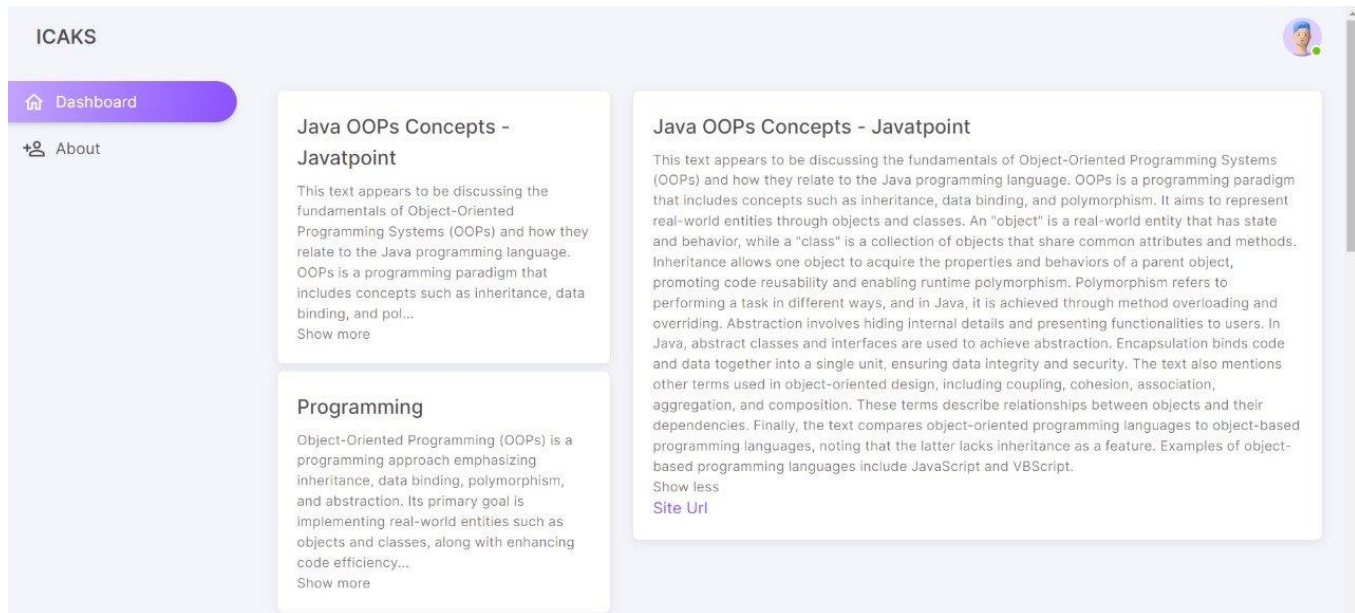 ICAKS
Dashboard
About
Java OOPs Concepts -
Javatpoint
This text appears to be discussing the
fundamentals of Object-Oriented
Programming Systems (OOPs) and how they
relate to the Java programming language.
OOPs is a programming paradigm that
includes concepts such as inheritance, data
binding, and pol...
Show more
Programming
Object-Oriented Programming (OOPs) is a
programming approach emphasizing
inheritance, data binding, polymorphism,
and abstraction. Its primary goal is
implementing real-world entities such as
objects and classes, along with enhancing
code efficiency...
Show more
Java OOPs Concepts - Javatpoint
This text appears to be discussing the fundamentals of Object-Oriented Programming Systems
(OOPs) and how they relate to the Java programming language. OOPs is a programming paradigm
that includes concepts such as inheritance, data binding, and polymorphism. It aims to represent
real-world entities through objects and classes. An "object" is a real-world entity that has state
and behavior, while a "class" is a collection of objects that share common attributes and methods.
Inheritance allows one object to acquire the properties and behaviors of a parent object,
promoting code reusability and enabling runtime polymorphism. Polymorphism refers to
performing a task in different ways, and in Java, it is achieved through method overloading and
overriding. Abstraction involves hiding internal details and presenting functionalities to users. In
Java, abstract classes and interfaces are used to achieve abstraction. Encapsulation binds code
and data together into a single unit, ensuring data integrity and security. The text also mentions
other terms used in object-oriented design, including coupling, cohesion, association,
aggregation, and composition. These terms describe relationships between objects and their
dependencies. Finally, the text compares object-oriented programming languages to object-based
programming languages, noting that the latter lacks inheritance as a feature. Examples of object-
based programming languages include JavaScript and VBScript.
Show less
Site Url